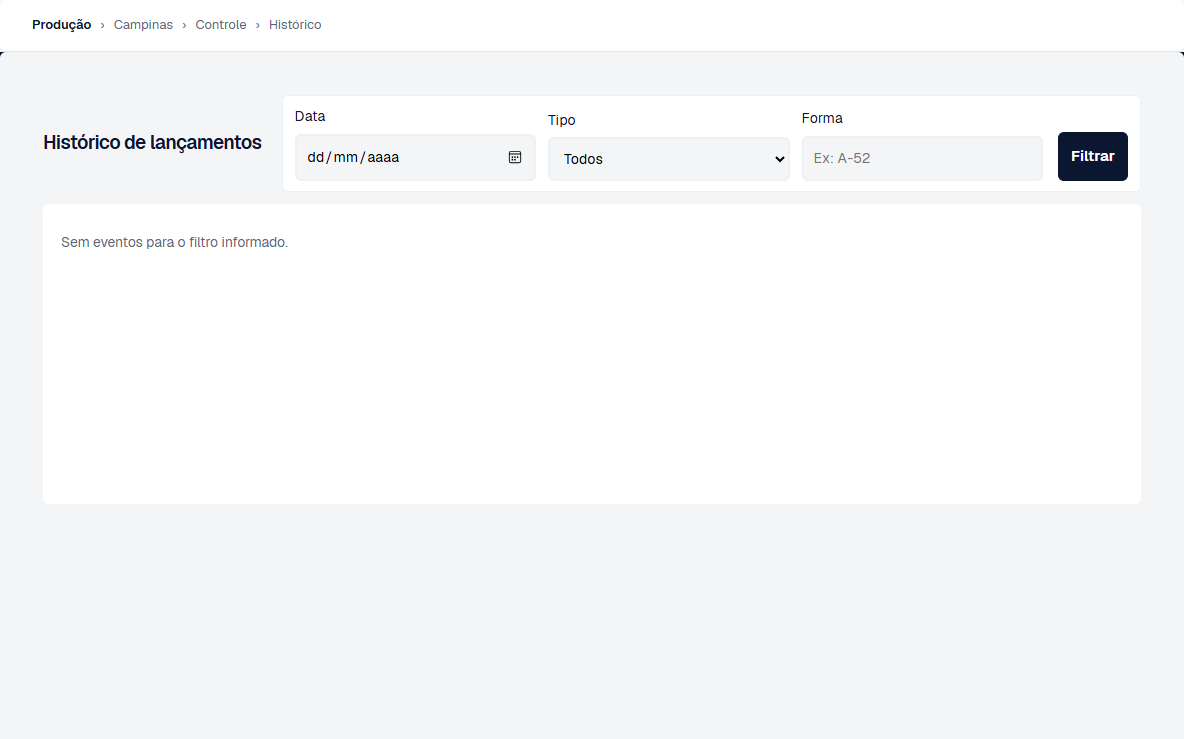 Produção › Campinas › Controle › Histórico
Histórico de lançamentos
Data
dd/mm/aaaa
Tipo
Todos
Forma
Ex: A-52
Filtrar
Sem eventos para o filtro informado.